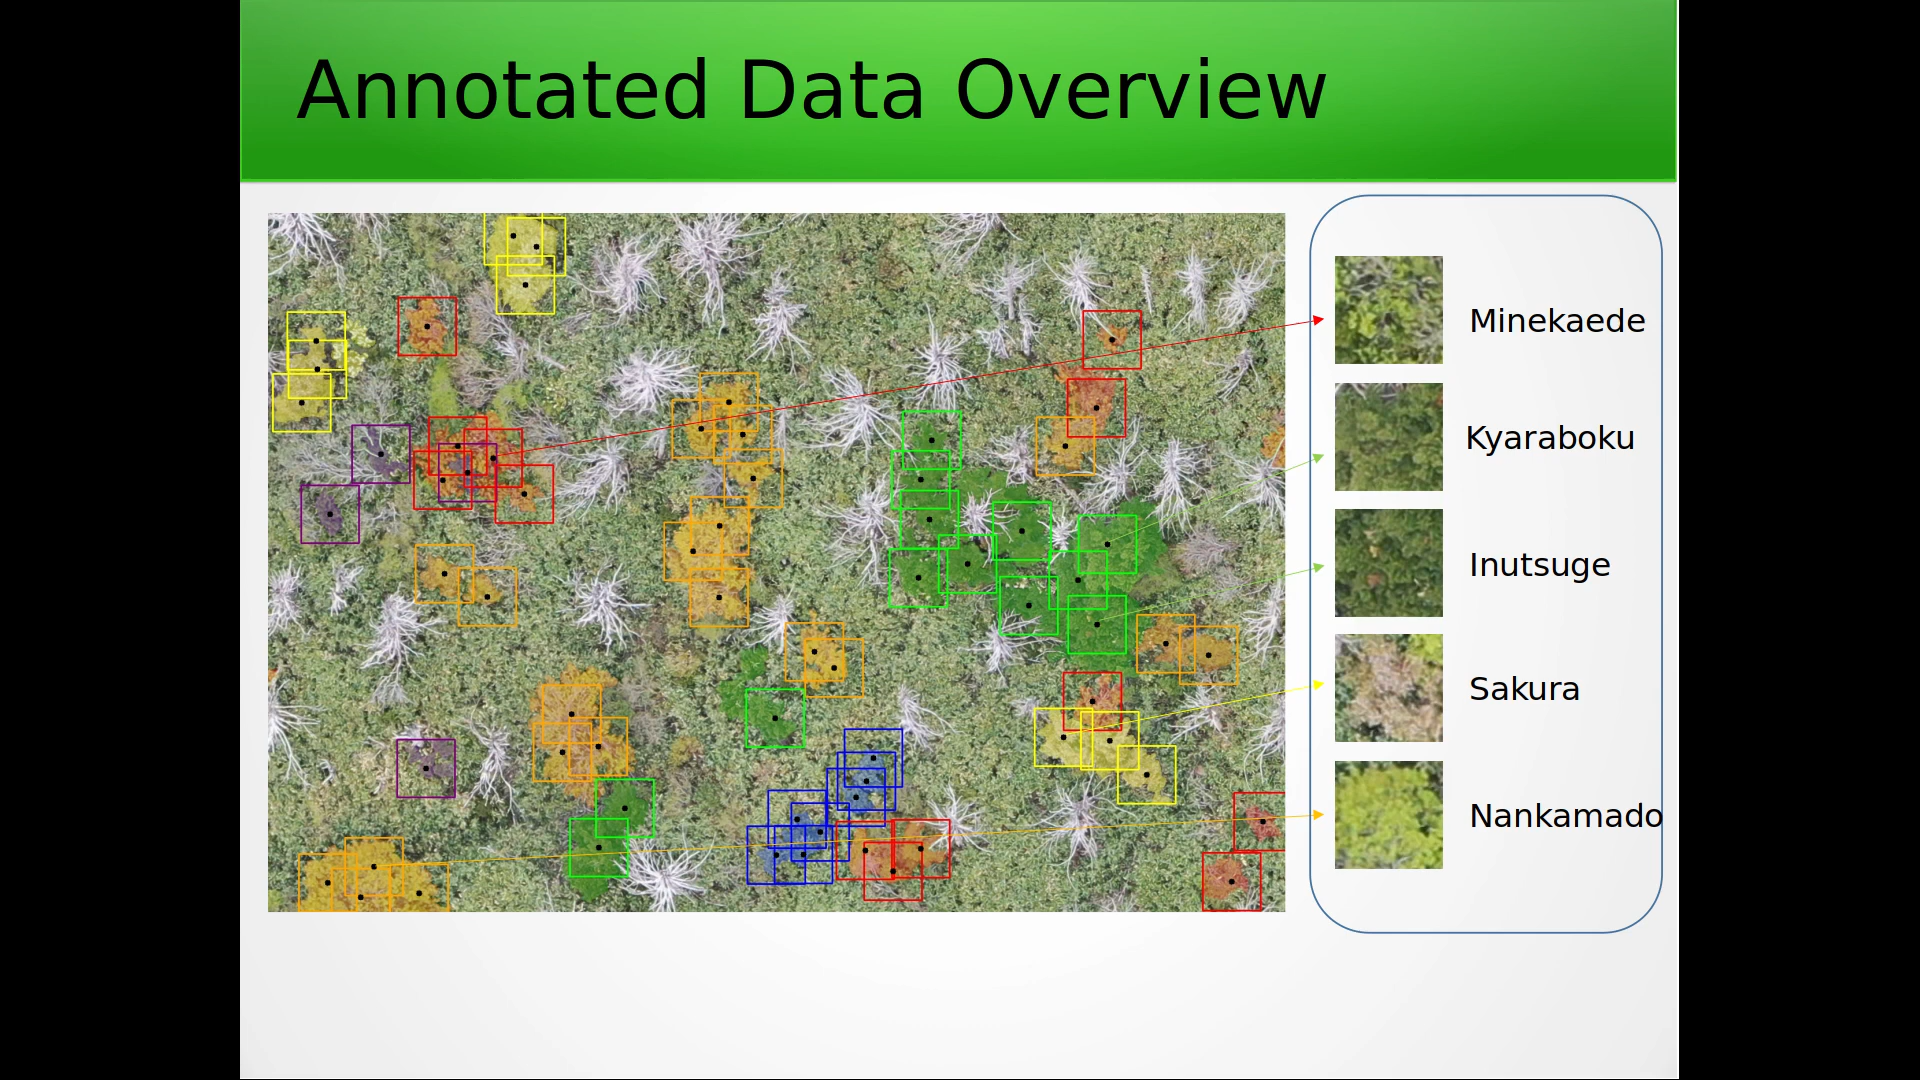 Annotated Data Overview
Minekaede
Kyaraboku
Inutsuge
Sakura
Nankamado